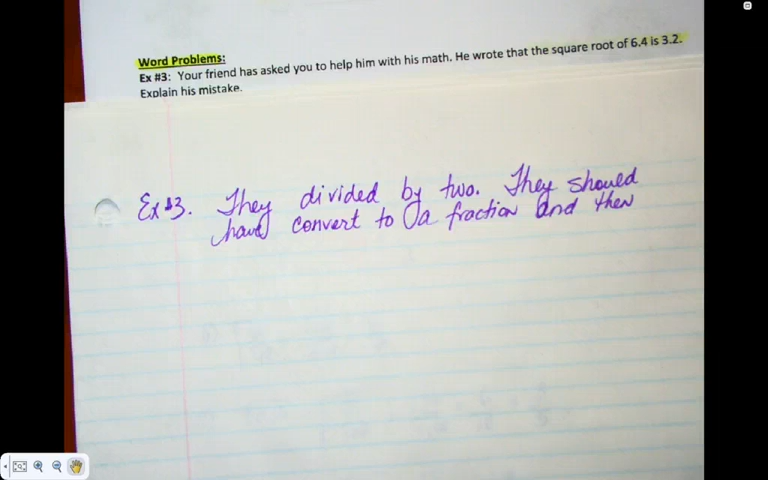 Word Problems:
Ex #3: Your friend has asked you to help him with his math. He wrote that the square root of 6.4 is 3.2.
Explain his mistake.
Ex #3. They divided by two. They should
have convert to a fraction and then